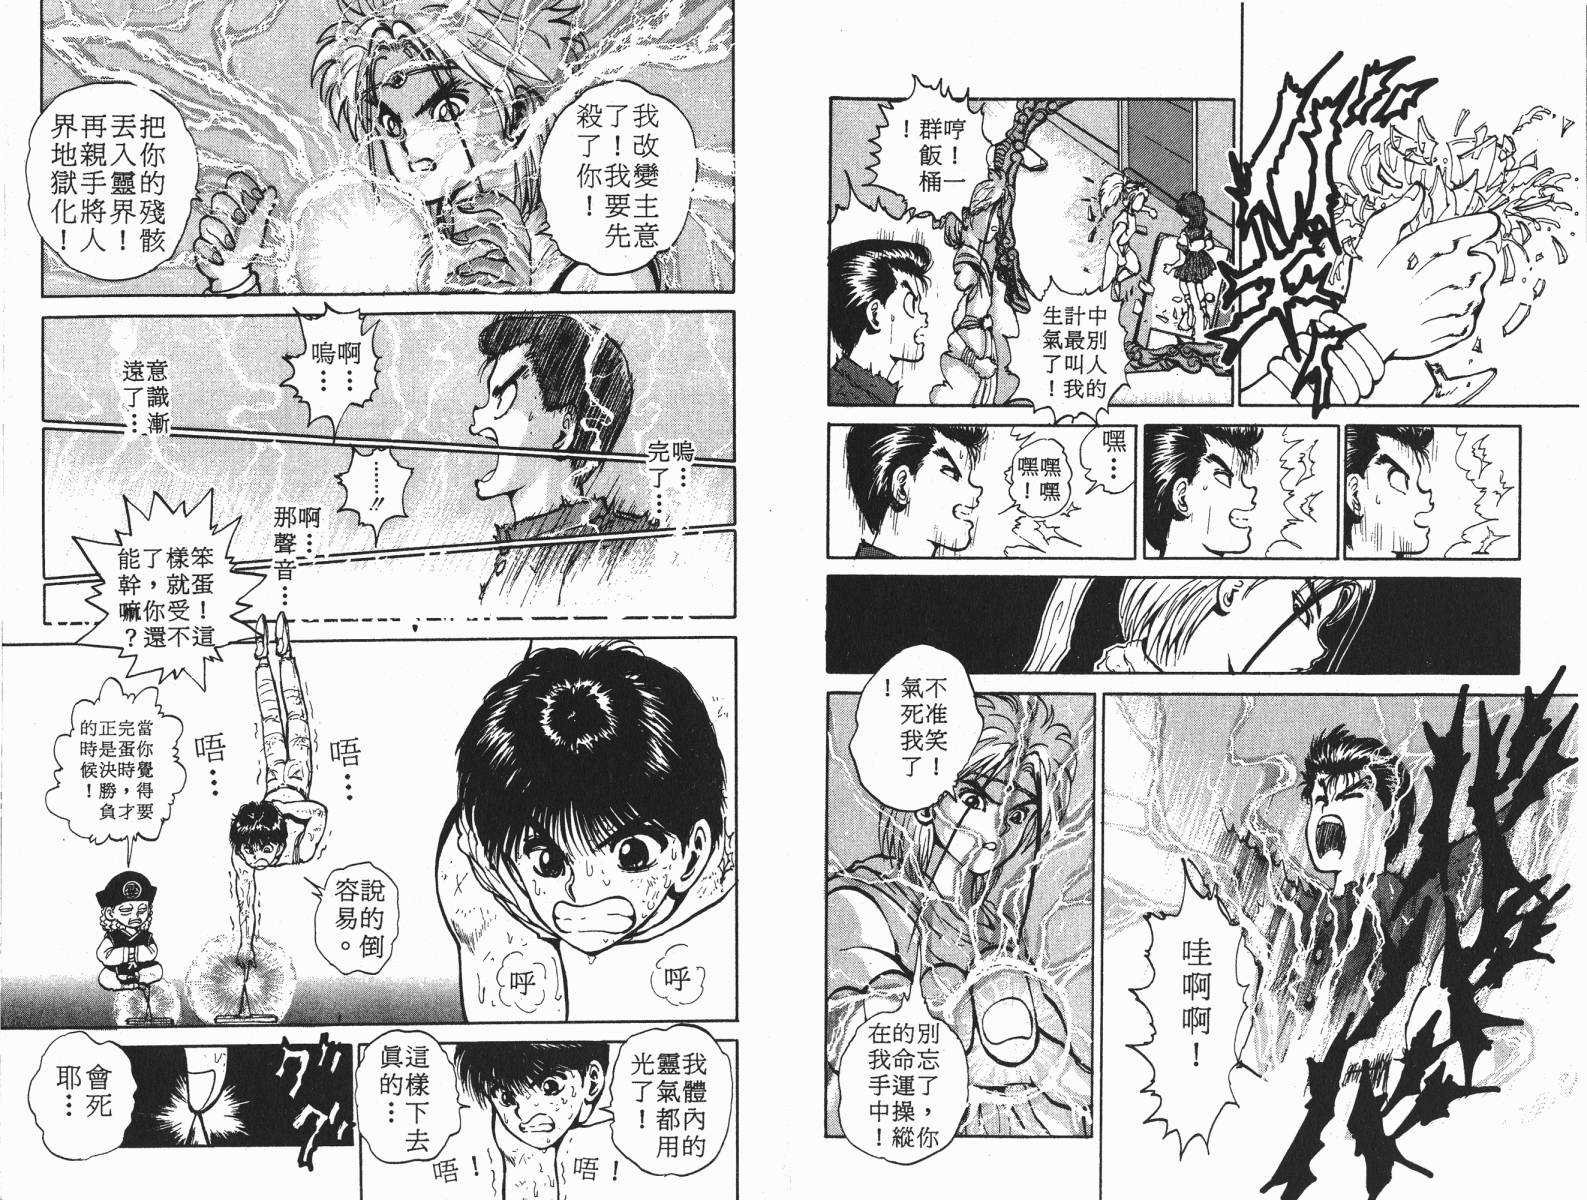 哼！一
群飯桶
！
中別人的
計最叫我
生氣了！
嘿…
嘿嘿
嘿！
哇啊啊！
不准笑！
氣死我了
！
別忘了，你
的命運操縱
在我手中！
我改變主意
了！我要先
殺了你！
把你的殘骸
丟入靈界！
再親手將人
界地獄化！
啊…
嗚…
意識漸
遠了…
嗚…
完了…
……!!
啊…
那聲音…
笨蛋！這
樣就受不
了，你還
能幹嘛？
唔…
唔…
當你覺得要
完蛋時，才
正是決勝負
的時候！
說的倒
容易。
呼
呼
我體內的
靈氣都用
光了！
這樣下去
真的…
唔！
唔！
ググ
グ…
會死
耶…